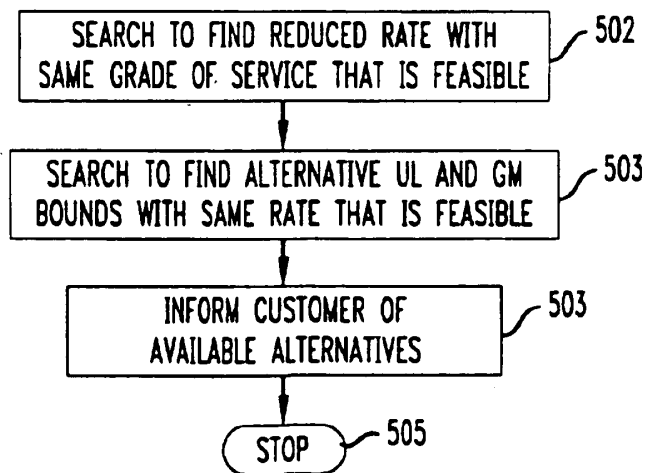 SEARCH TO FIND REDUCED RATE WITH
SAME GRADE OF SERVICE THAT IS FEASIBLE
502
SEARCH TO FIND ALTERNATIVE UL AND GM
BOUNDS WITH SAME RATE THAT IS FEASIBLE
503
INFORM CUSTOMER OF
AVAILABLE ALTERNATIVES
503
STOP
505